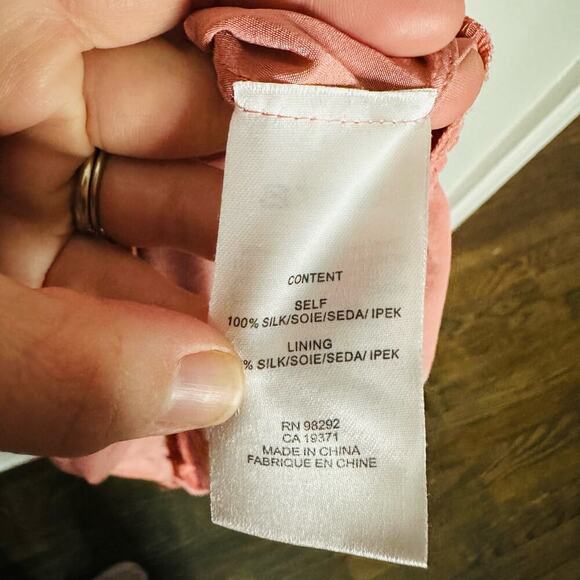 CONTENT
SELF
100% SILK/SOIE/SEDA/ IPEK
LINING
% SILK/SOIE/SEDA/ IPEK
RN 98292
CA 19371
MADE IN CHINA
FABRIQUE EN CHINE